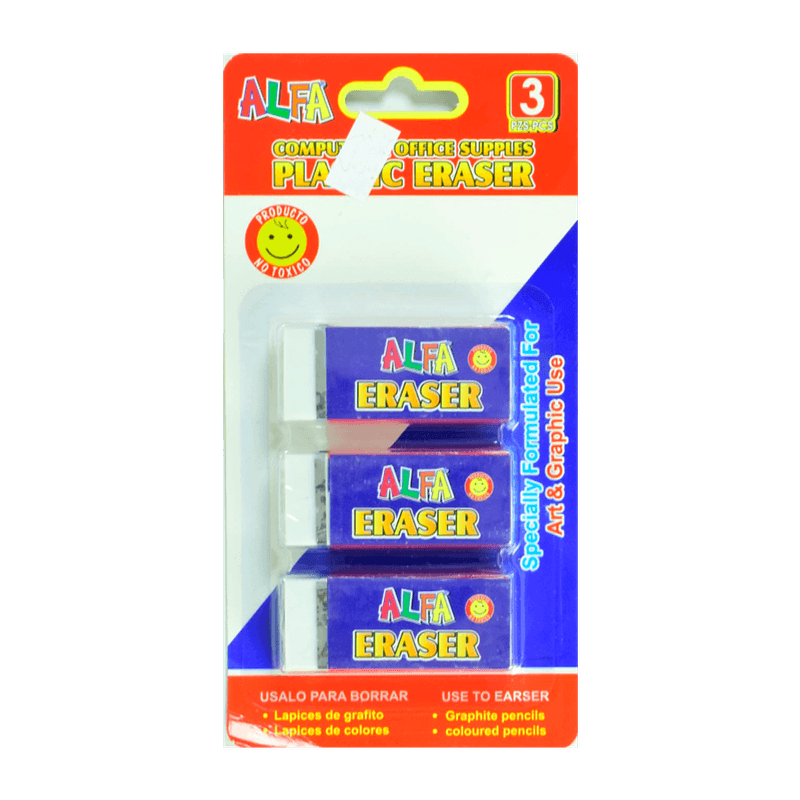 ALFA
3
PZS.PCS
OFFICE SUPPLES
ERASER
PRODUCTO
NO TOXICO
Specially Formulated For
Art & Graphic Use
ALFA
ERASER
ALFA
ERASER
ALFA
ERASER
USALO PARA BORRAR
• Lapices de grafito
• Lapices de colores
USE TO EARSER
• Graphite pencils
• coloured pencils